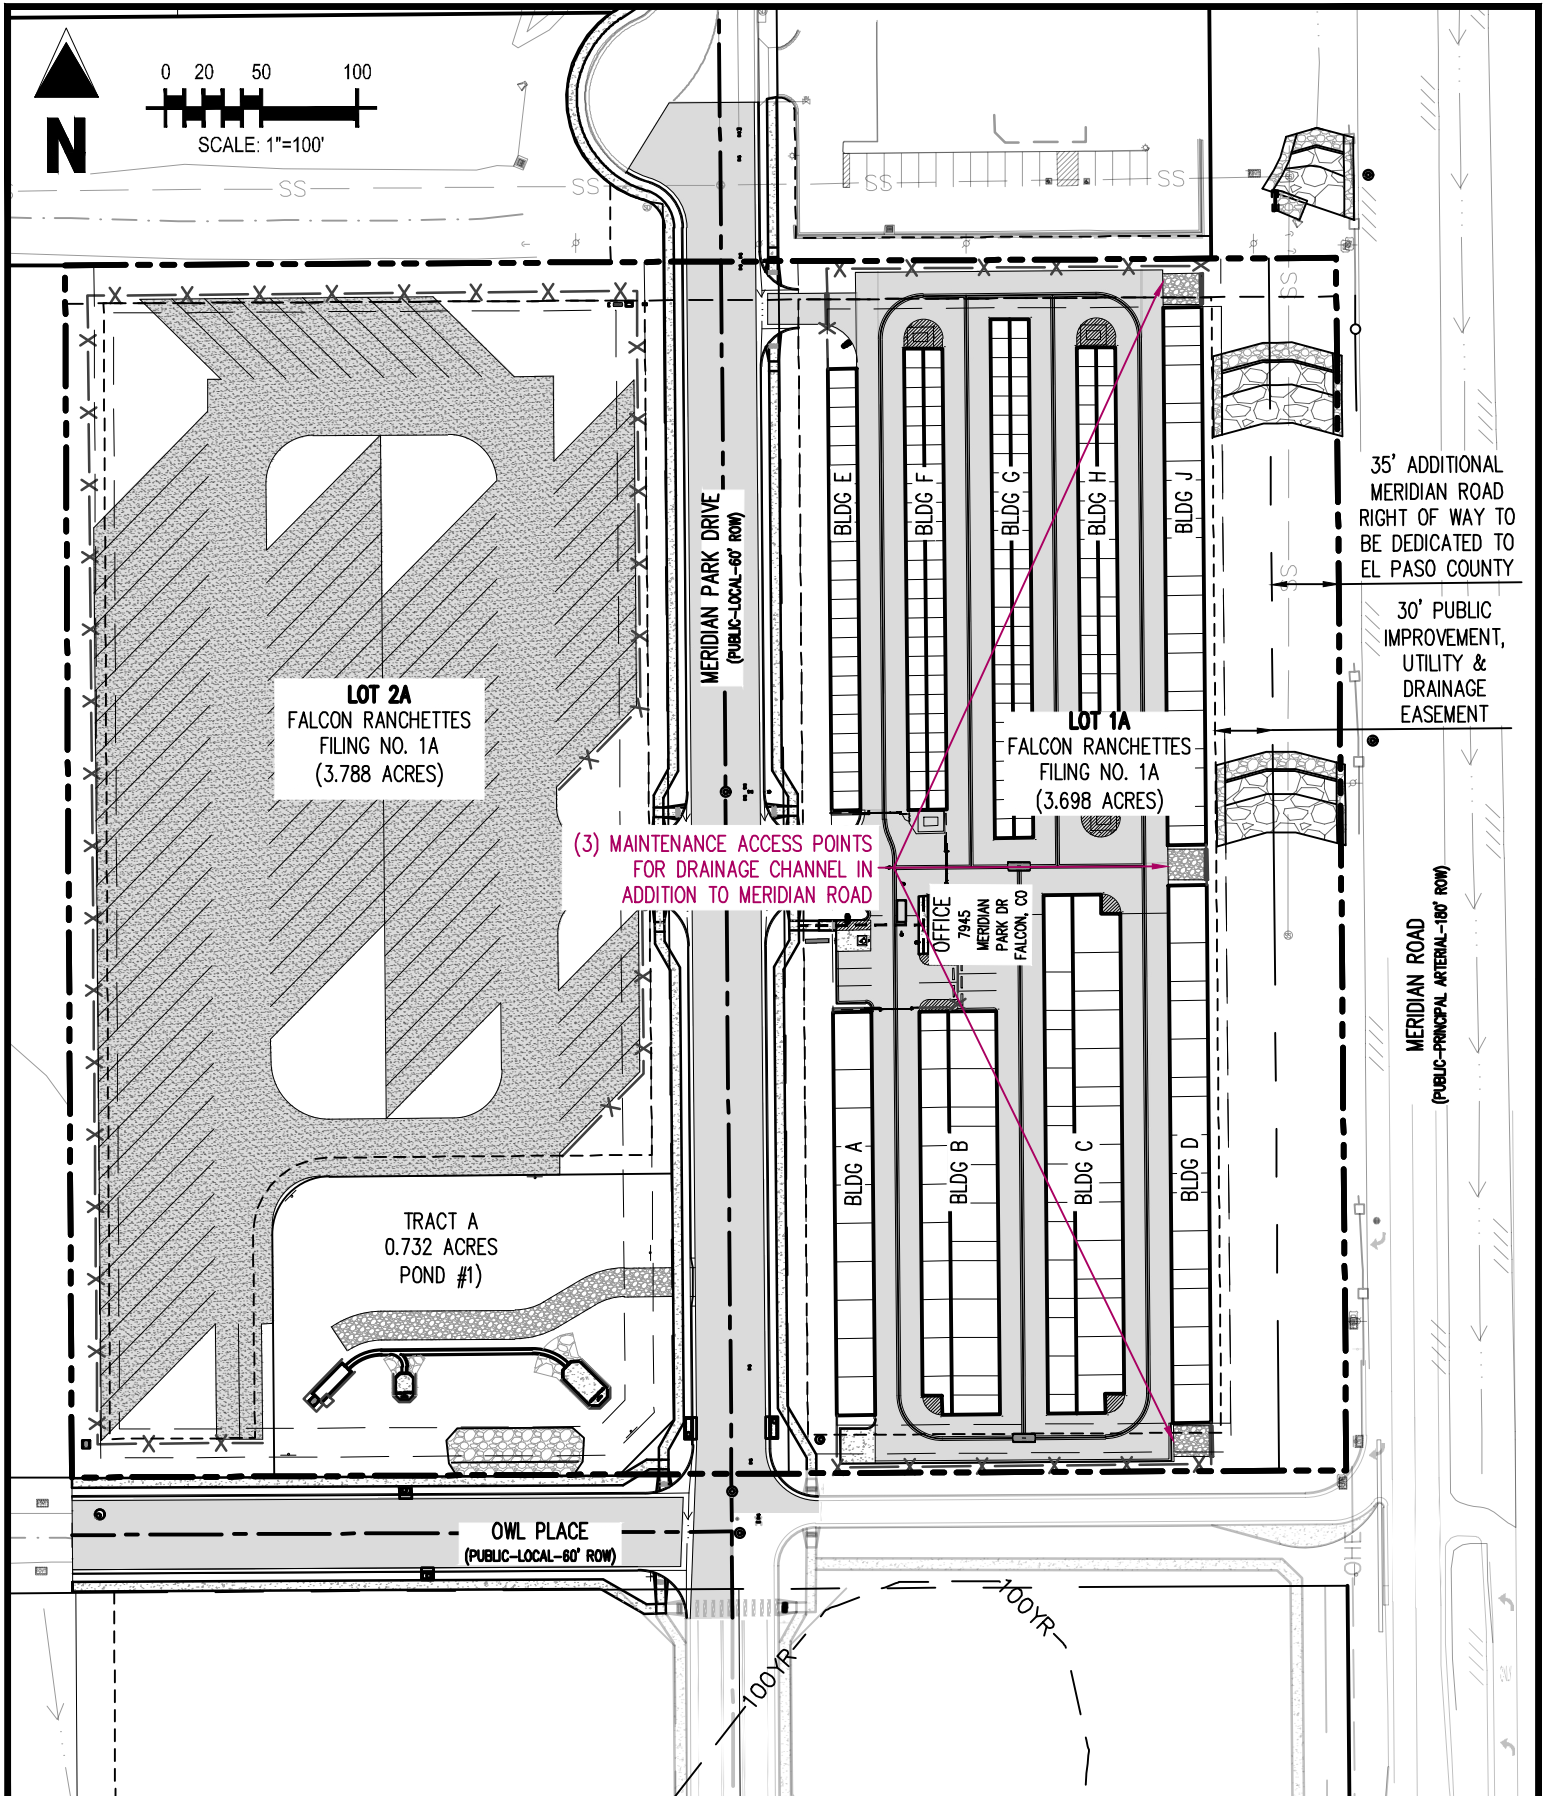 0 20 50 100
SCALE: 1"=100'
N
SS
SS
SS
SS
SS
SS
35' ADDITIONAL
MERIDIAN ROAD
RIGHT OF WAY TO
BE DEDICATED TO
EL PASO COUNTY
30' PUBLIC
IMPROVEMENT,
UTILITY &
DRAINAGE
EASEMENT
MERIDIAN PARK DRIVE
(PUBLIC-LOCAL-60' ROW)
BLDG E
BLDG F
BLDG G
BLDG H
BLDG J
LOT 2A
FALCON RANCHETTES
FILING NO. 1A
(3.788 ACRES)
LOT 1A
FALCON RANCHETTES
FILING NO. 1A
(3.698 ACRES)
(3) MAINTENANCE ACCESS POINTS
FOR DRAINAGE CHANNEL IN
ADDITION TO MERIDIAN ROAD
OFFICE
7945
MERIDIAN
PARK DR
FALCON, CO
MERIDIAN ROAD
(PUBLIC-PRINCIPAL ARTERIAL-180' ROW)
BLDG A
BLDG B
BLDG C
BLDG D
TRACT A
0.732 ACRES
POND #1)
OWL PLACE
(PUBLIC-LOCAL-60' ROW)
OHE
100YR
100YR